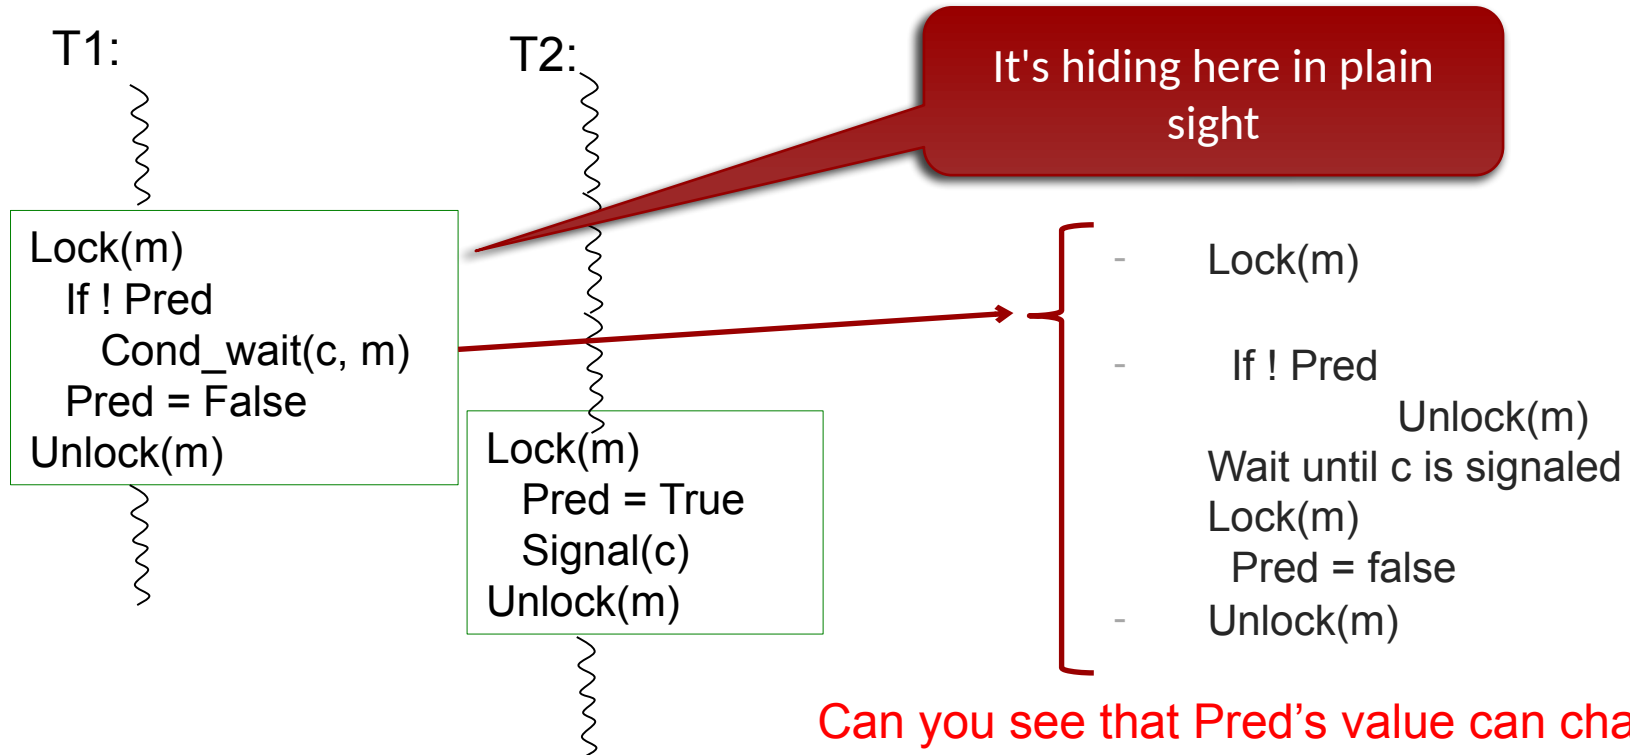 T1:
T2:
It's hiding here in plain
sight
Lock(m)
If ! Pred
Cond_wait(c, m)
Pred = False
Unlock(m)
Lock(m)
Pred = True
Signal(c)
Unlock(m)
- Lock(m)
- If ! Pred
Unlock(m)
Wait until c is signaled
Lock(m)
Pred = false
- Unlock(m)
Can you see that Pred’s value can